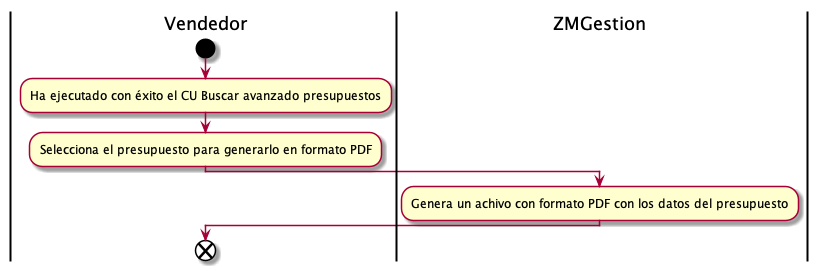 Vendedor
ZMGestion
Ha ejecutado con éxito el CU Buscar avanzado presupuestos
Selecciona el presupuesto para generarlo en formato PDF
Genera un achivo con formato PDF con los datos del presupuesto